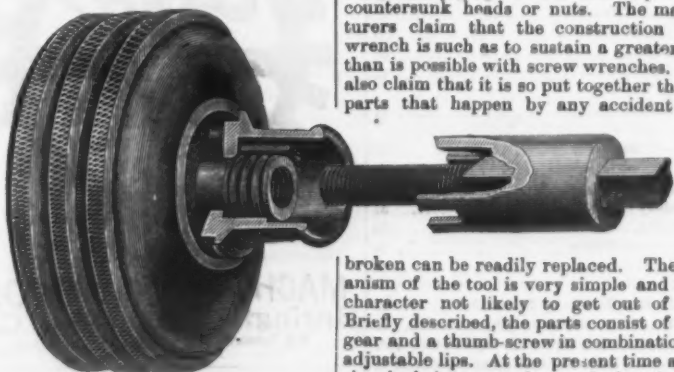 countersunk heads or nuts. The ma
turers claim that the construction
wrench is such as to sustain a greater
than is possible with screw wrenches.
also claim that it is so put together th
parts that happen by any accident
broken can be readily replaced. The
anism of the tool is very simple and
character not likely to get out of
Briefly described, the parts consist of
gear and a thumb-screw in combinatio
adjustable lips. At the present time a